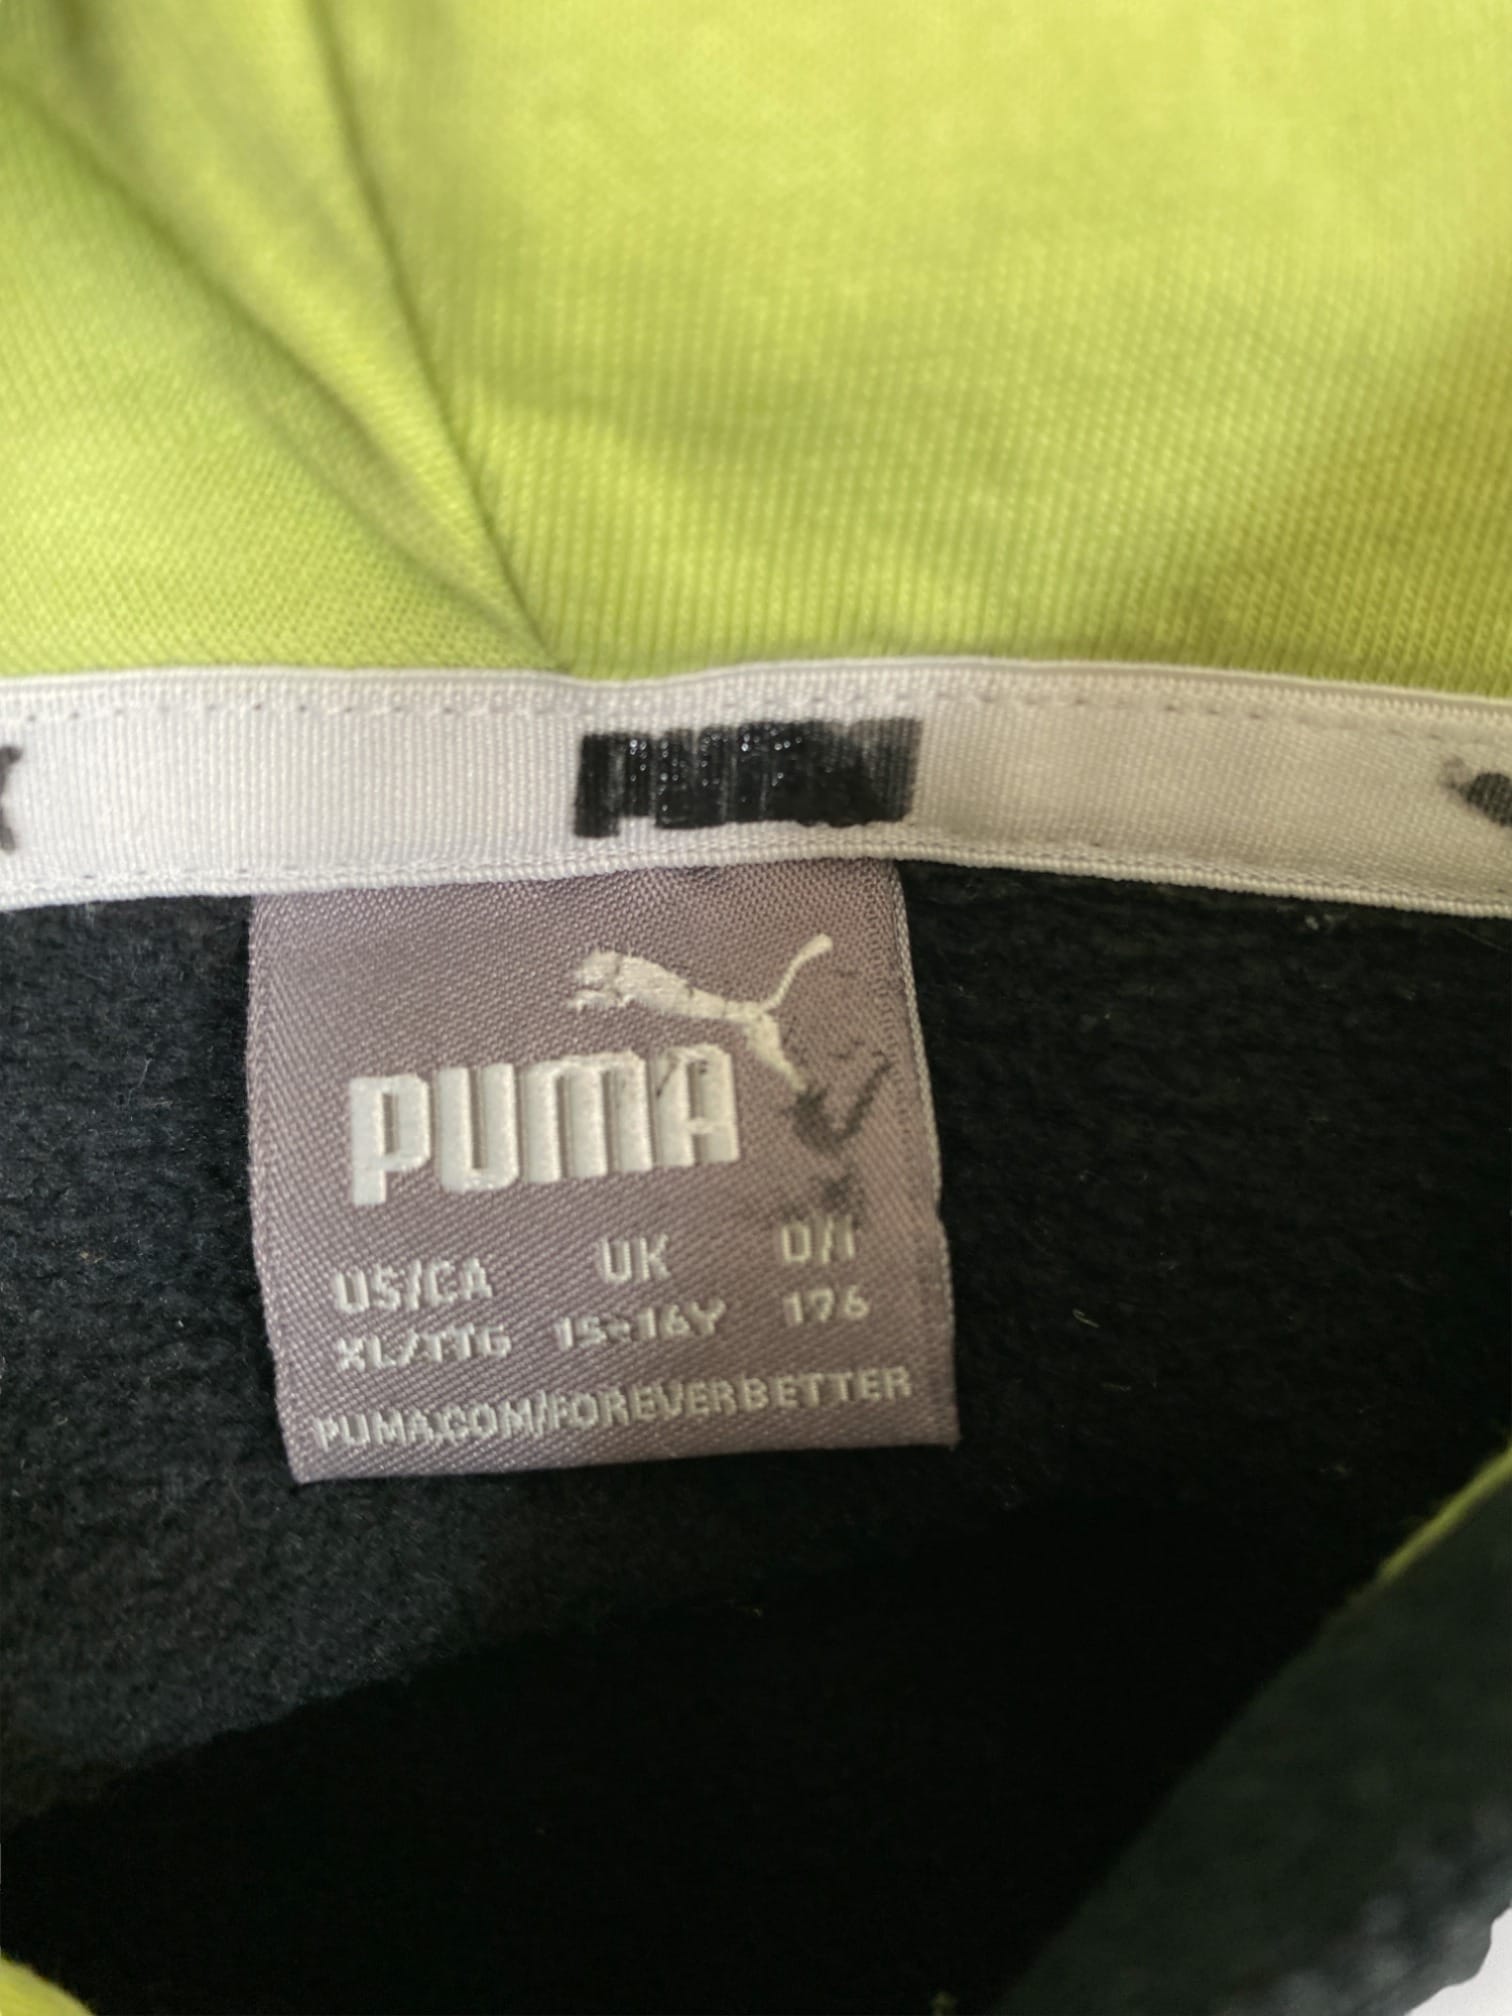 PUMA
PUMA
US/CA UK D/I
XL/TTG 15-16Y 176
PUMA.COM/FOREVERBETTER